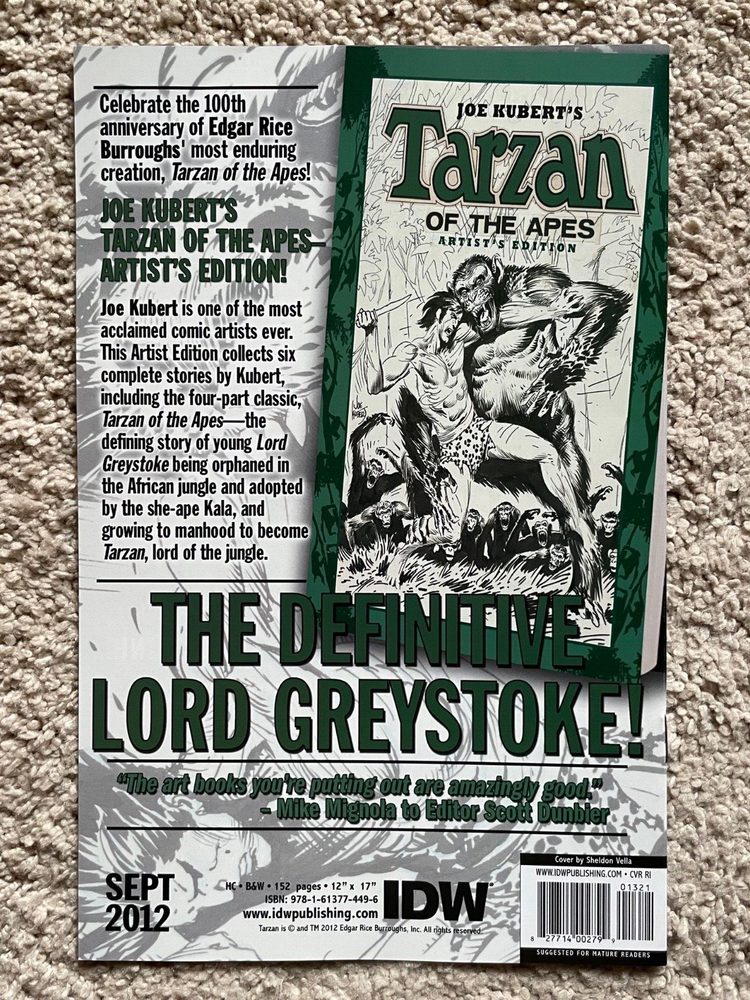 Celebrate the 100th
anniversary of Edgar Rice
Burroughs' most enduring
creation, Tarzan of the Apes!
JOE KUBERT'S
TARZAN OF THE APES–
ARTIST'S EDITION!
Joe Kubert is one of the most
acclaimed comic artists ever.
This Artist Edition collects six
complete stories by Kubert,
including the four-part classic,
Tarzan of the Apes—the
defining story of young Lord
Greystoke being orphaned in
the African jungle and adopted
by the she-ape Kala, and
growing to manhood to become
Tarzan, lord of the jungle.
JOE KUBERT'S
Tarzan
OF THE APES
ARTIST'S EDITION
JOE
KUBERT
THE DEFINITIVE
LORD GREYSTOKE!
"The art books you're putting out are amazingly good."
– Mike Mignola to Editor Scott Dunbier
SEPT
2012
HC • B&W • 152 pages • 12" x 17"
ISBN: 978-1-61377-449-6
www.idwpublishing.com
IDW
Tarzan is © and TM 2012 Edgar Rice Burroughs, Inc. All rights reserved.
Cover by Sheldon Vella
WWW.IDWPUBLISHING.COM • CVR RI
01321
8 27714 00279 9
SUGGESTED FOR MATURE READERS